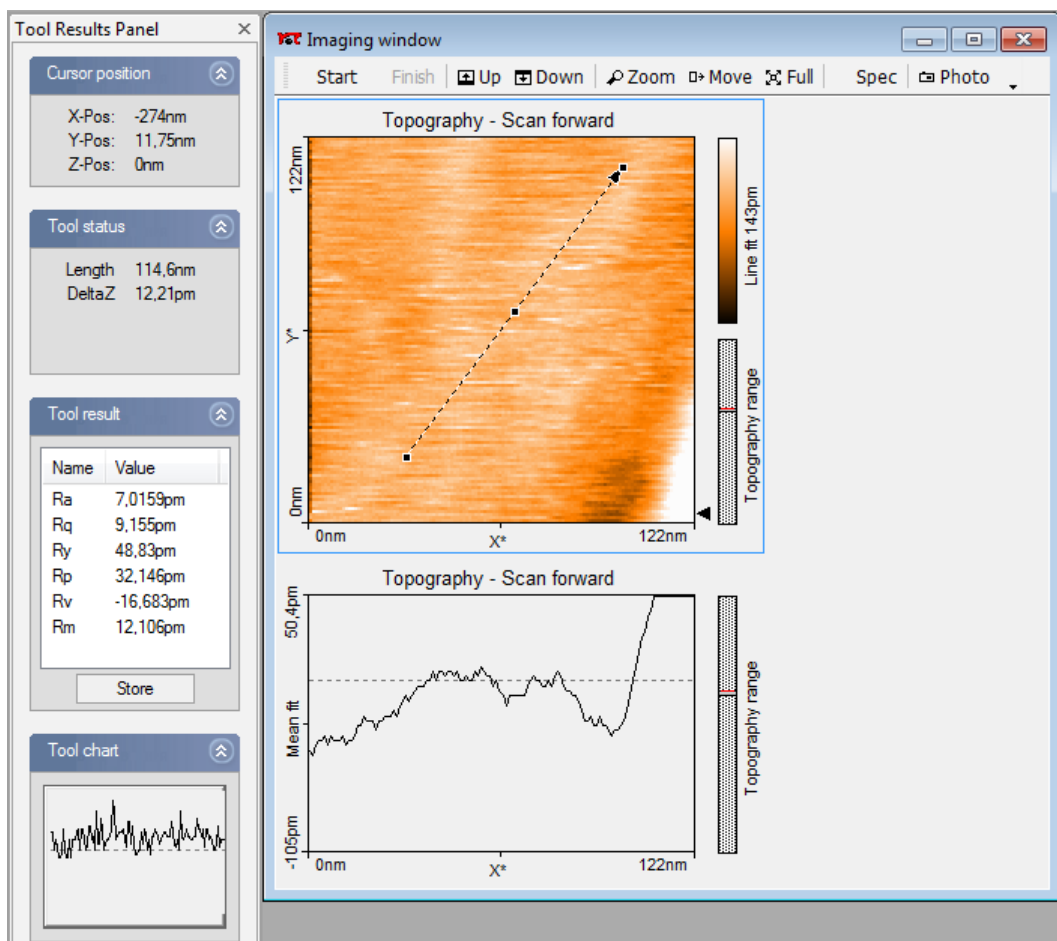 Tool Results Panel
Cursor position
X-Pos: -274nm
Y-Pos: 11,75nm
Z-Pos: 0nm
Tool status
Length 114,6nm
DeltaZ 12,21pm
Tool result
Name Value
Ra 7,0159pm
Rq 9,155pm
Ry 48,83pm
Rp 32,146pm
Rv -16,683pm
Rm 12,106pm
Store
Tool chart
Imaging window
Start Finish Up Down Zoom Move Full Spec Photo
Topography - Scan forward
122nm
Y*
0nm
0nm X* 122nm
Line fit 143pm
Topography range
Topography - Scan forward
50,4pm
Mean fit
-105pm
0nm X* 122nm
Topography range